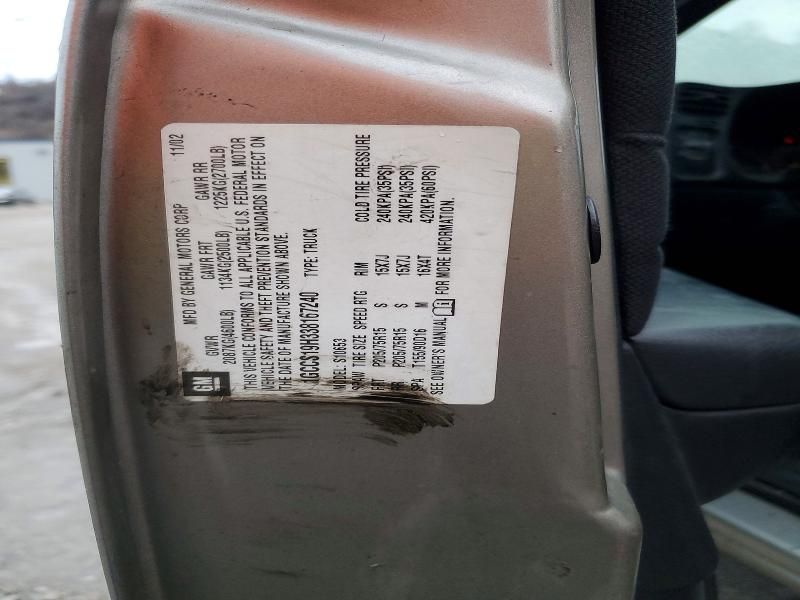 GM
MFD BY GENERAL MOTORS CORP 11/02
GVWR GAWR FRT GAWR RR
2087KG(4600LB) 1134KG(2500LB) 1225KG(2700LB)
THIS VEHICLE CONFORMS TO ALL APPLICABLE U.S. FEDERAL MOTOR
VEHICLE SAFETY AND THEFT PREVENTION STANDARDS IN EFFECT ON
THE DATE OF MANUFACTURE SHOWN ABOVE.
GCCS19H338167240 TYPE: TRUCK
MODEL: S10653
TIRE SIZE SPEED RTG RIM COLD TIRE PRESSURE
FRT P205/75R15 S 15X7J 240KPA(35PSI)
P205/75R15 S 15X7J 240KPA(35PSI)
SPA T155/90D16 M 16X4T 420KPA(60PSI)
SEE OWNER'S MANUAL FOR MORE INFORMATION.